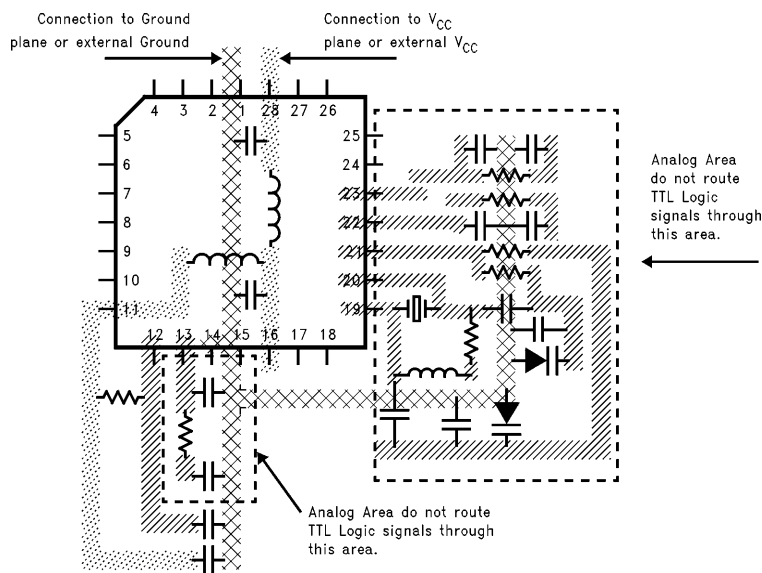 Connection to Ground
plane or external Ground
Connection to VCC
plane or external VCC
4 3 2 1 28 27 26
5
6
7
8
9
10
11
25
24
23
22
21
20
19
12 13 14 15 16 17 18
Analog Area
do not route
TTL Logic
signals through
this area.
Analog Area do not route
TTL Logic signals through
this area.